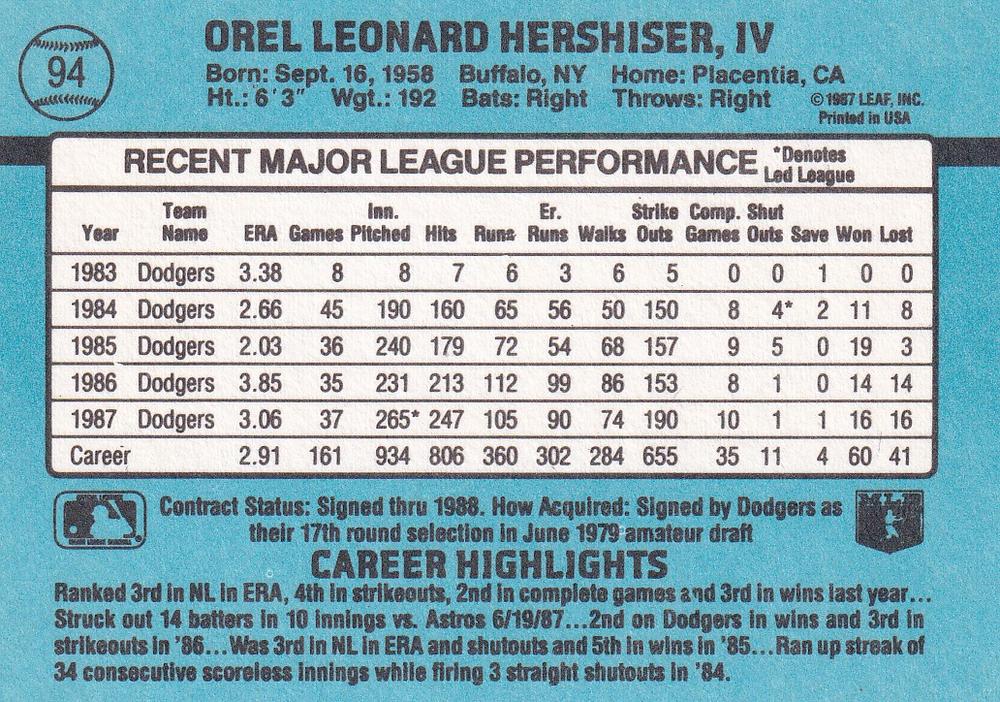 94
OREL LEONARD HERSHISER, IV
Born: Sept. 16, 1958 Buffalo, NY Home: Placentia, CA
Ht.: 6'3" Wgt.: 192 Bats: Right Throws: Right
©1987 LEAF, INC.
Printed in USA
RECENT MAJOR LEAGUE PERFORMANCE *Denotes Led League
Year Team Name ERA Games Inn. Pitched Hits Runs Er. Runs Walks Strike Outs Comp. Games Shut Outs Save Won Lost
1983 Dodgers 3.38 8 8 7 6 3 6 5 0 0 1 0 0
1984 Dodgers 2.66 45 190 160 65 56 50 150 8 4* 2 11 8
1985 Dodgers 2.03 36 240 179 72 54 68 157 9 5 0 19 3
1986 Dodgers 3.85 35 231 213 112 99 86 153 8 1 0 14 14
1987 Dodgers 3.06 37 265* 247 105 90 74 190 10 1 1 16 16
Career 2.91 161 934 806 360 302 284 655 35 11 4 60 41
Contract Status: Signed thru 1988. How Acquired: Signed by Dodgers as
their 17th round selection in June 1979 amateur draft
MLB
CAREER HIGHLIGHTS
Ranked 3rd in NL in ERA, 4th in strikeouts, 2nd in complete games and 3rd in wins last year...
Struck out 14 batters in 10 innings vs. Astros 6/19/87...2nd on Dodgers in wins and 3rd in
strikeouts in '86...Was 3rd in NL in ERA and shutouts and 5th in wins in '85...Ran up streak of
34 consecutive scoreless innings while firing 3 straight shutouts in '84.